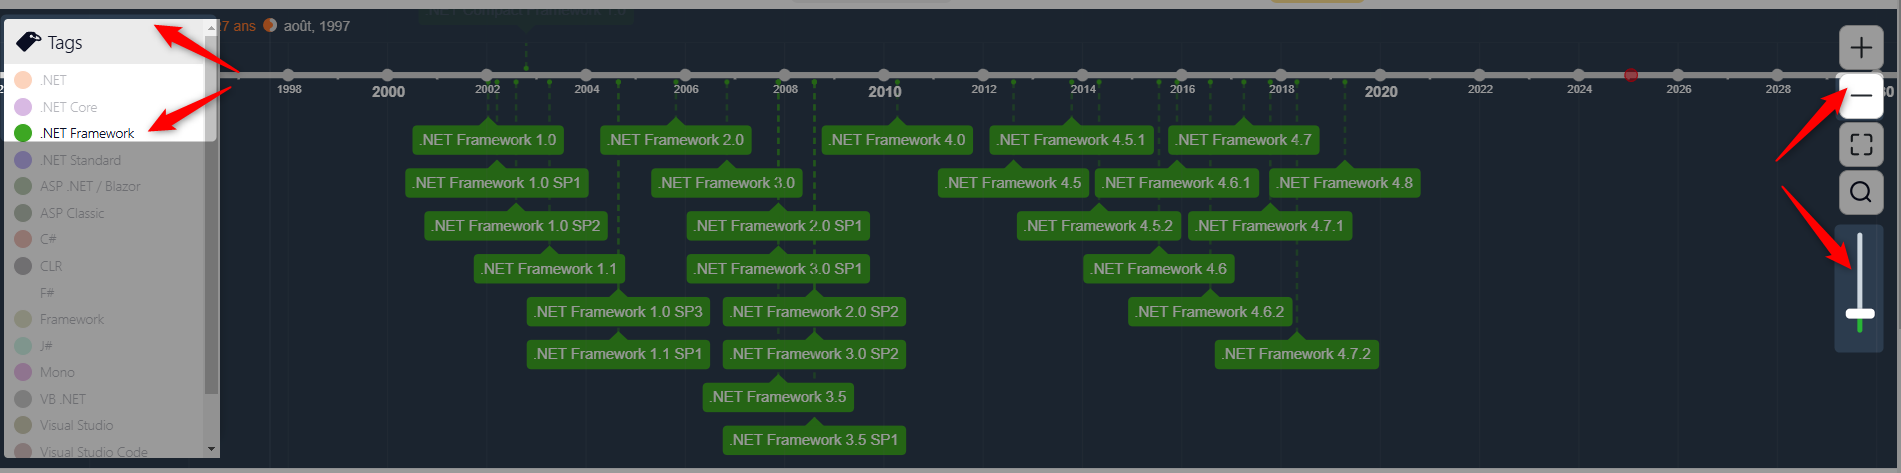 .NET Compact Framework 1.0
27 ans août, 1997
Tags
.NET
.NET Core
.NET Framework
.NET Standard
ASP .NET / Blazor
ASP Classic
C#
CLR
F#
Framework
J#
Mono
VB .NET
Visual Studio
Visual Studio Code
1998 2000 2002 2004 2006 2008 2010 2012 2014 2016 2018 2020 2022 2024 2026 2028
.NET Framework 1.0 .NET Framework 2.0 .NET Framework 4.0 .NET Framework 4.5.1 .NET Framework 4.7
.NET Framework 1.0 SP1 .NET Framework 3.0 .NET Framework 4.5 .NET Framework 4.6.1 .NET Framework 4.8
.NET Framework 1.0 SP2 .NET Framework 2.0 SP1 .NET Framework 4.5.2 .NET Framework 4.7.1
.NET Framework 1.1 .NET Framework 3.0 SP1 .NET Framework 4.6
.NET Framework 1.0 SP3 .NET Framework 2.0 SP2 .NET Framework 4.6.2
.NET Framework 1.1 SP1 .NET Framework 3.0 SP2 .NET Framework 4.7.2
.NET Framework 3.5
.NET Framework 3.5 SP1